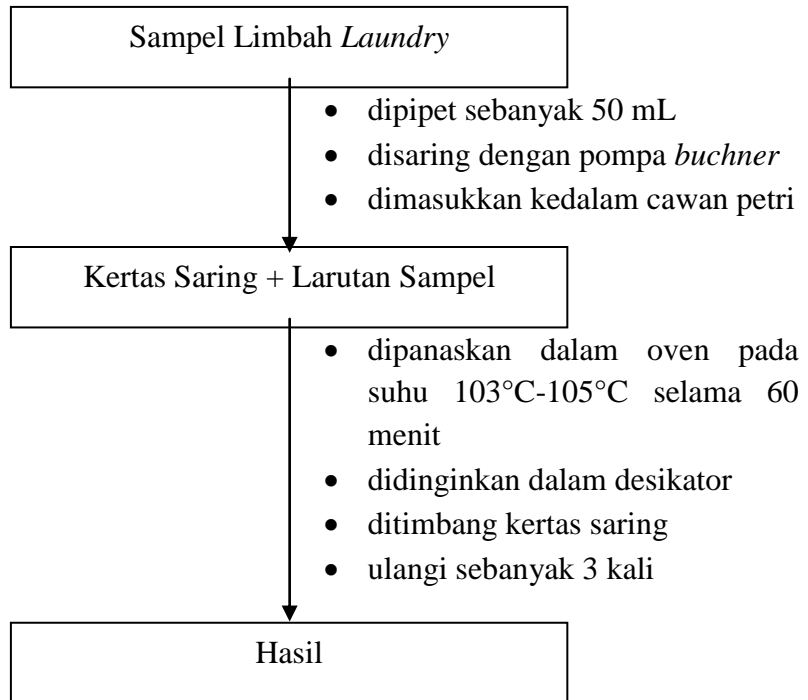 Sampel Limbah Laundry
• dipipet sebanyak 50 mL
• disaring dengan pompa buchner
• dimasukkan kedalam cawan petri
Kertas Saring + Larutan Sampel
• dipanaskan dalam oven pada
suhu 103°C-105°C selama 60
menit
• didinginkan dalam desikator
• ditimbang kertas saring
• ulangi sebanyak 3 kali
Hasil